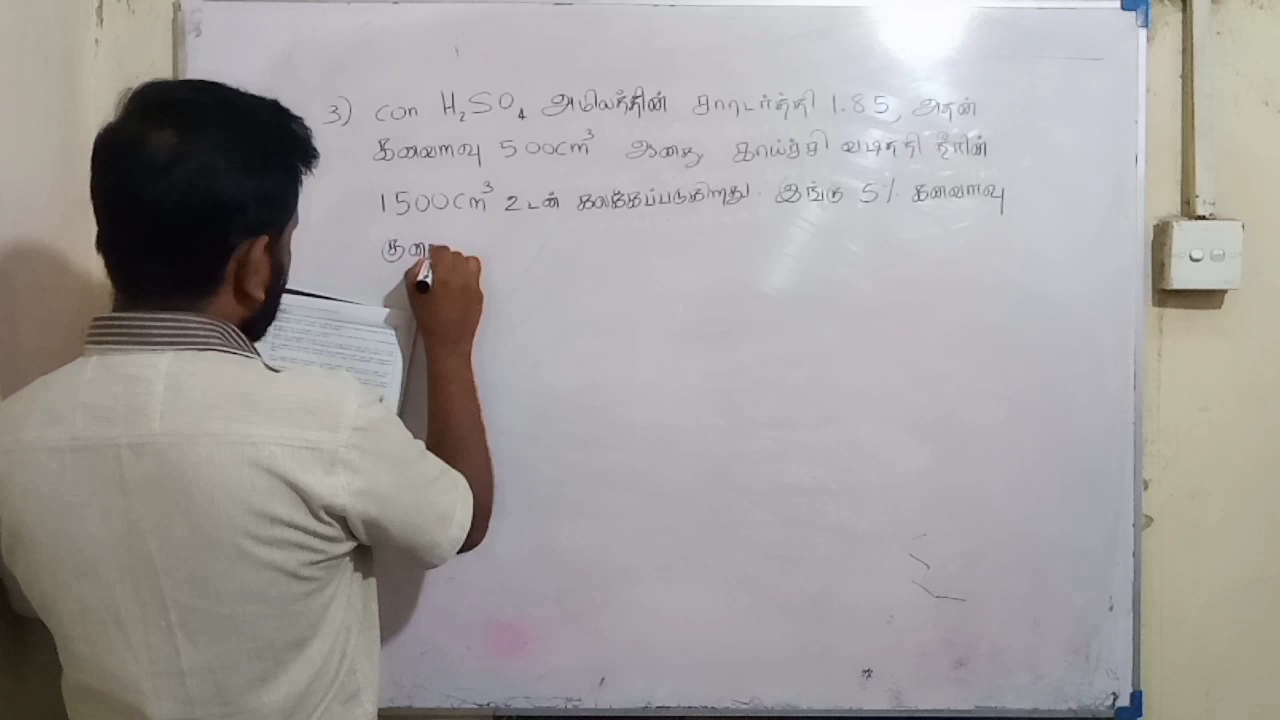 3) con H₂SO₄ அமிலத்தின் சாரடர்த்தி 1.85, அதன்
கனவளவு 500cm³ ஆனது காய்ச்சி வடித்த நீரின்
1500cm³ உடன் கலக்கப்படுகிறது. இங்கு 5% கனவளவு
குறை